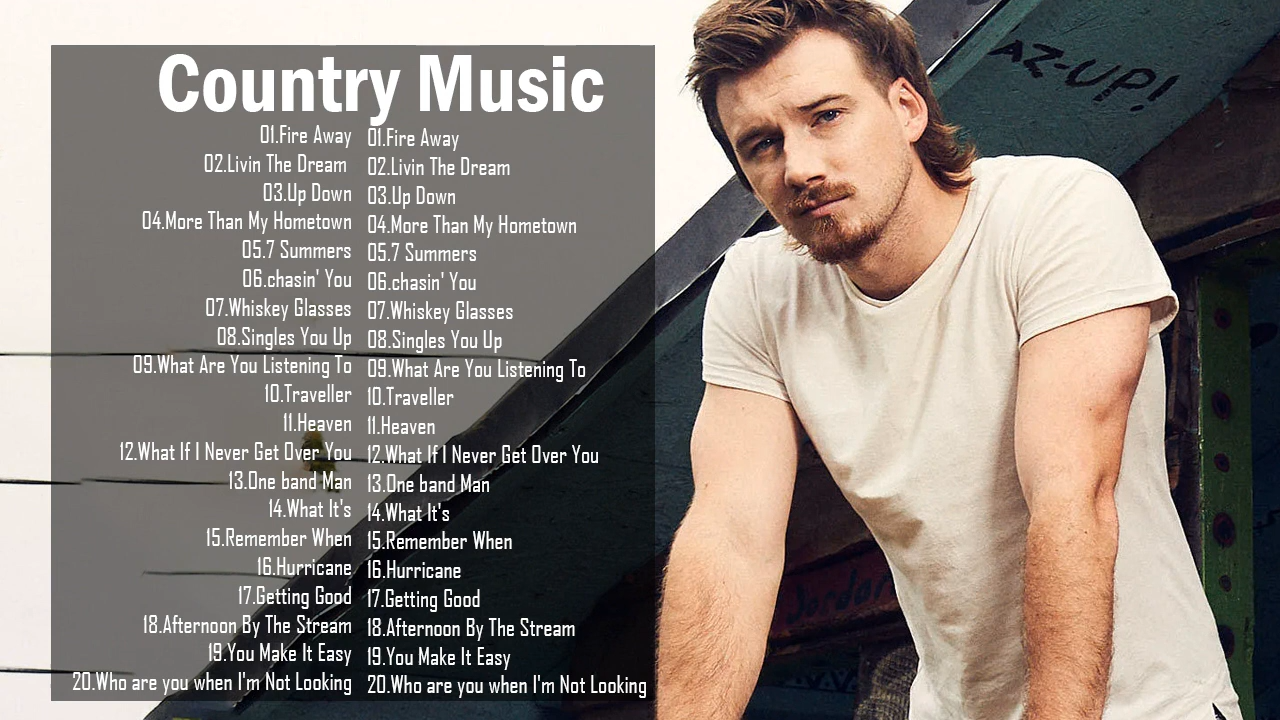 Country Music
01.Fire Away
02.Livin The Dream
03.Up Down
04.More Than My Hometown
05.7 Summers
06.chasin' You
07.Whiskey Glasses
08.Singles You Up
09.What Are You Listening To
10.Traveller
11.Heaven
12.What If I Never Get Over You
13.One band Man
14.What It's
15.Remember When
16.Hurricane
17.Getting Good
18.Afternoon By The Stream
19.You Make It Easy
20.Who are you when I'm Not Looking
01.Fire Away
02.Livin The Dream
03.Up Down
04.More Than My Hometown
05.7 Summers
06.chasin' You
07.Whiskey Glasses
08.Singles You Up
09.What Are You Listening To
10.Traveller
11.Heaven
12.What If I Never Get Over You
13.One band Man
14.What It's
15.Remember When
16.Hurricane
17.Getting Good
18.Afternoon By The Stream
19.You Make It Easy
20.Who are you when I'm Not Looking
AZ-UP!
Jordan